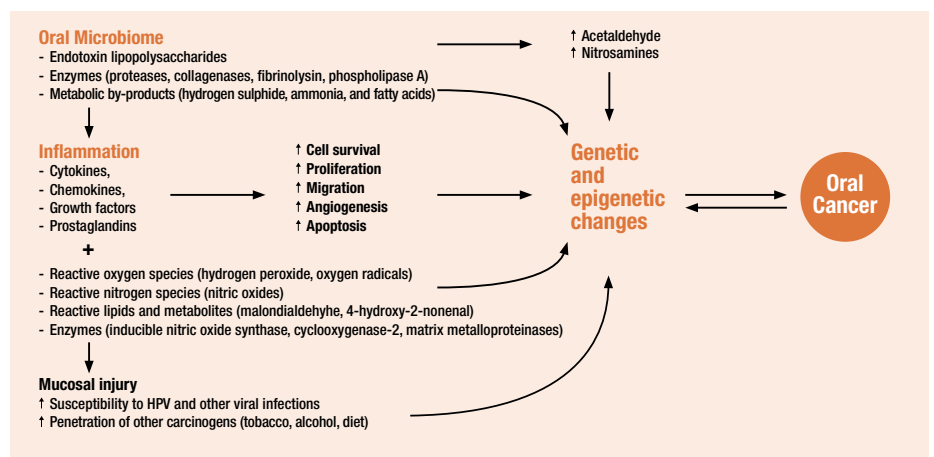 Oral Microbiome
- Endotoxin lipopolysaccharides
- Enzymes (proteases, collagenases, fibrinolysin, phospholipase A)
- Metabolic by-products (hydrogen sulphide, ammonia, and fatty acids)
↑ Acetaldehyde
↑ Nitrosamines
Inflammation
- Cytokines,
- Chemokines,
- Growth factors
- Prostaglandins
+
- Reactive oxygen species (hydrogen peroxide, oxygen radicals)
- Reactive nitrogen species (nitric oxides)
- Reactive lipids and metabolites (malondialdehyhe, 4-hydroxy-2-nonenal)
- Enzymes (inducible nitric oxide synthase, cyclooxygenase-2, matrix metalloproteinases)
↑ Cell survival
↑ Proliferation
↑ Migration
↑ Angiogenesis
↑ Apoptosis
Genetic
and
epigenetic
changes
Oral
Cancer
Mucosal injury
↑ Susceptibility to HPV and other viral infections
↑ Penetration of other carcinogens (tobacco, alcohol, diet)